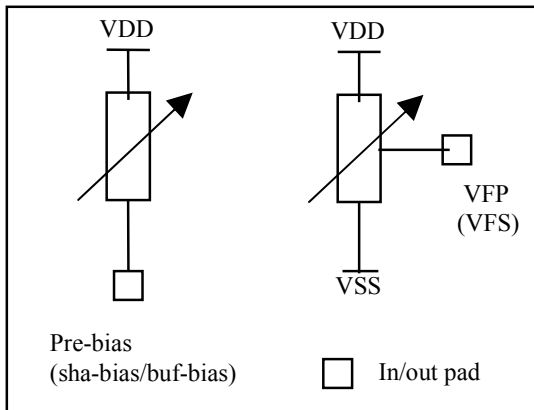 VDD
VDD
VFP
(VFS)
VSS
Pre-bias
(sha-bias/buf-bias)
In/out pad